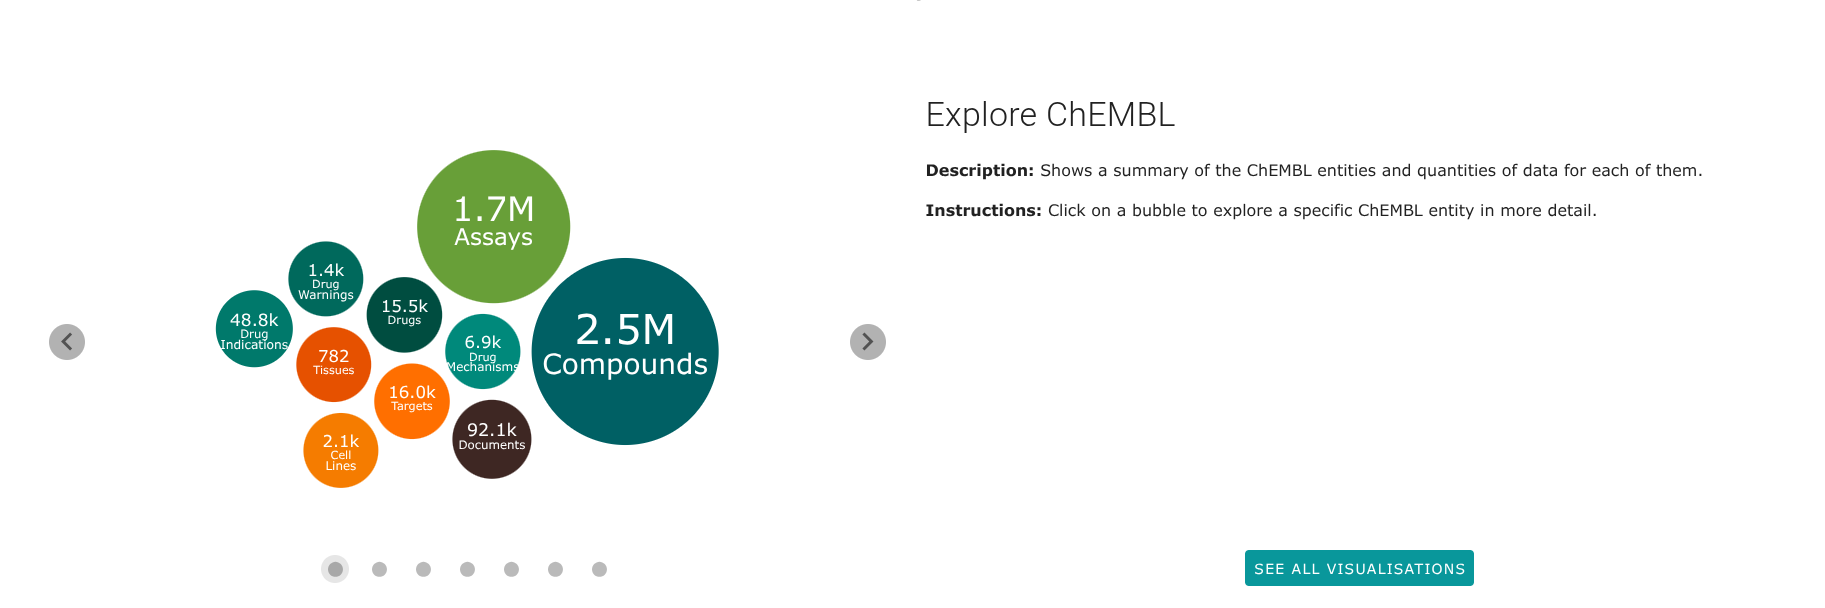 Explore ChEMBL
Description: Shows a summary of the ChEMBL entities and quantities of data for each of them.
Instructions: Click on a bubble to explore a specific ChEMBL entity in more detail.
1.7M
Assays
2.5M
Compounds
1.4k
Drug
Warnings
15.5k
Drugs
48.8k
Drug
Indications
6.9k
Drug
Mechanisms
782
Tissues
16.0k
Targets
92.1k
Documents
2.1k
Cell
Lines
SEE ALL VISUALISATIONS